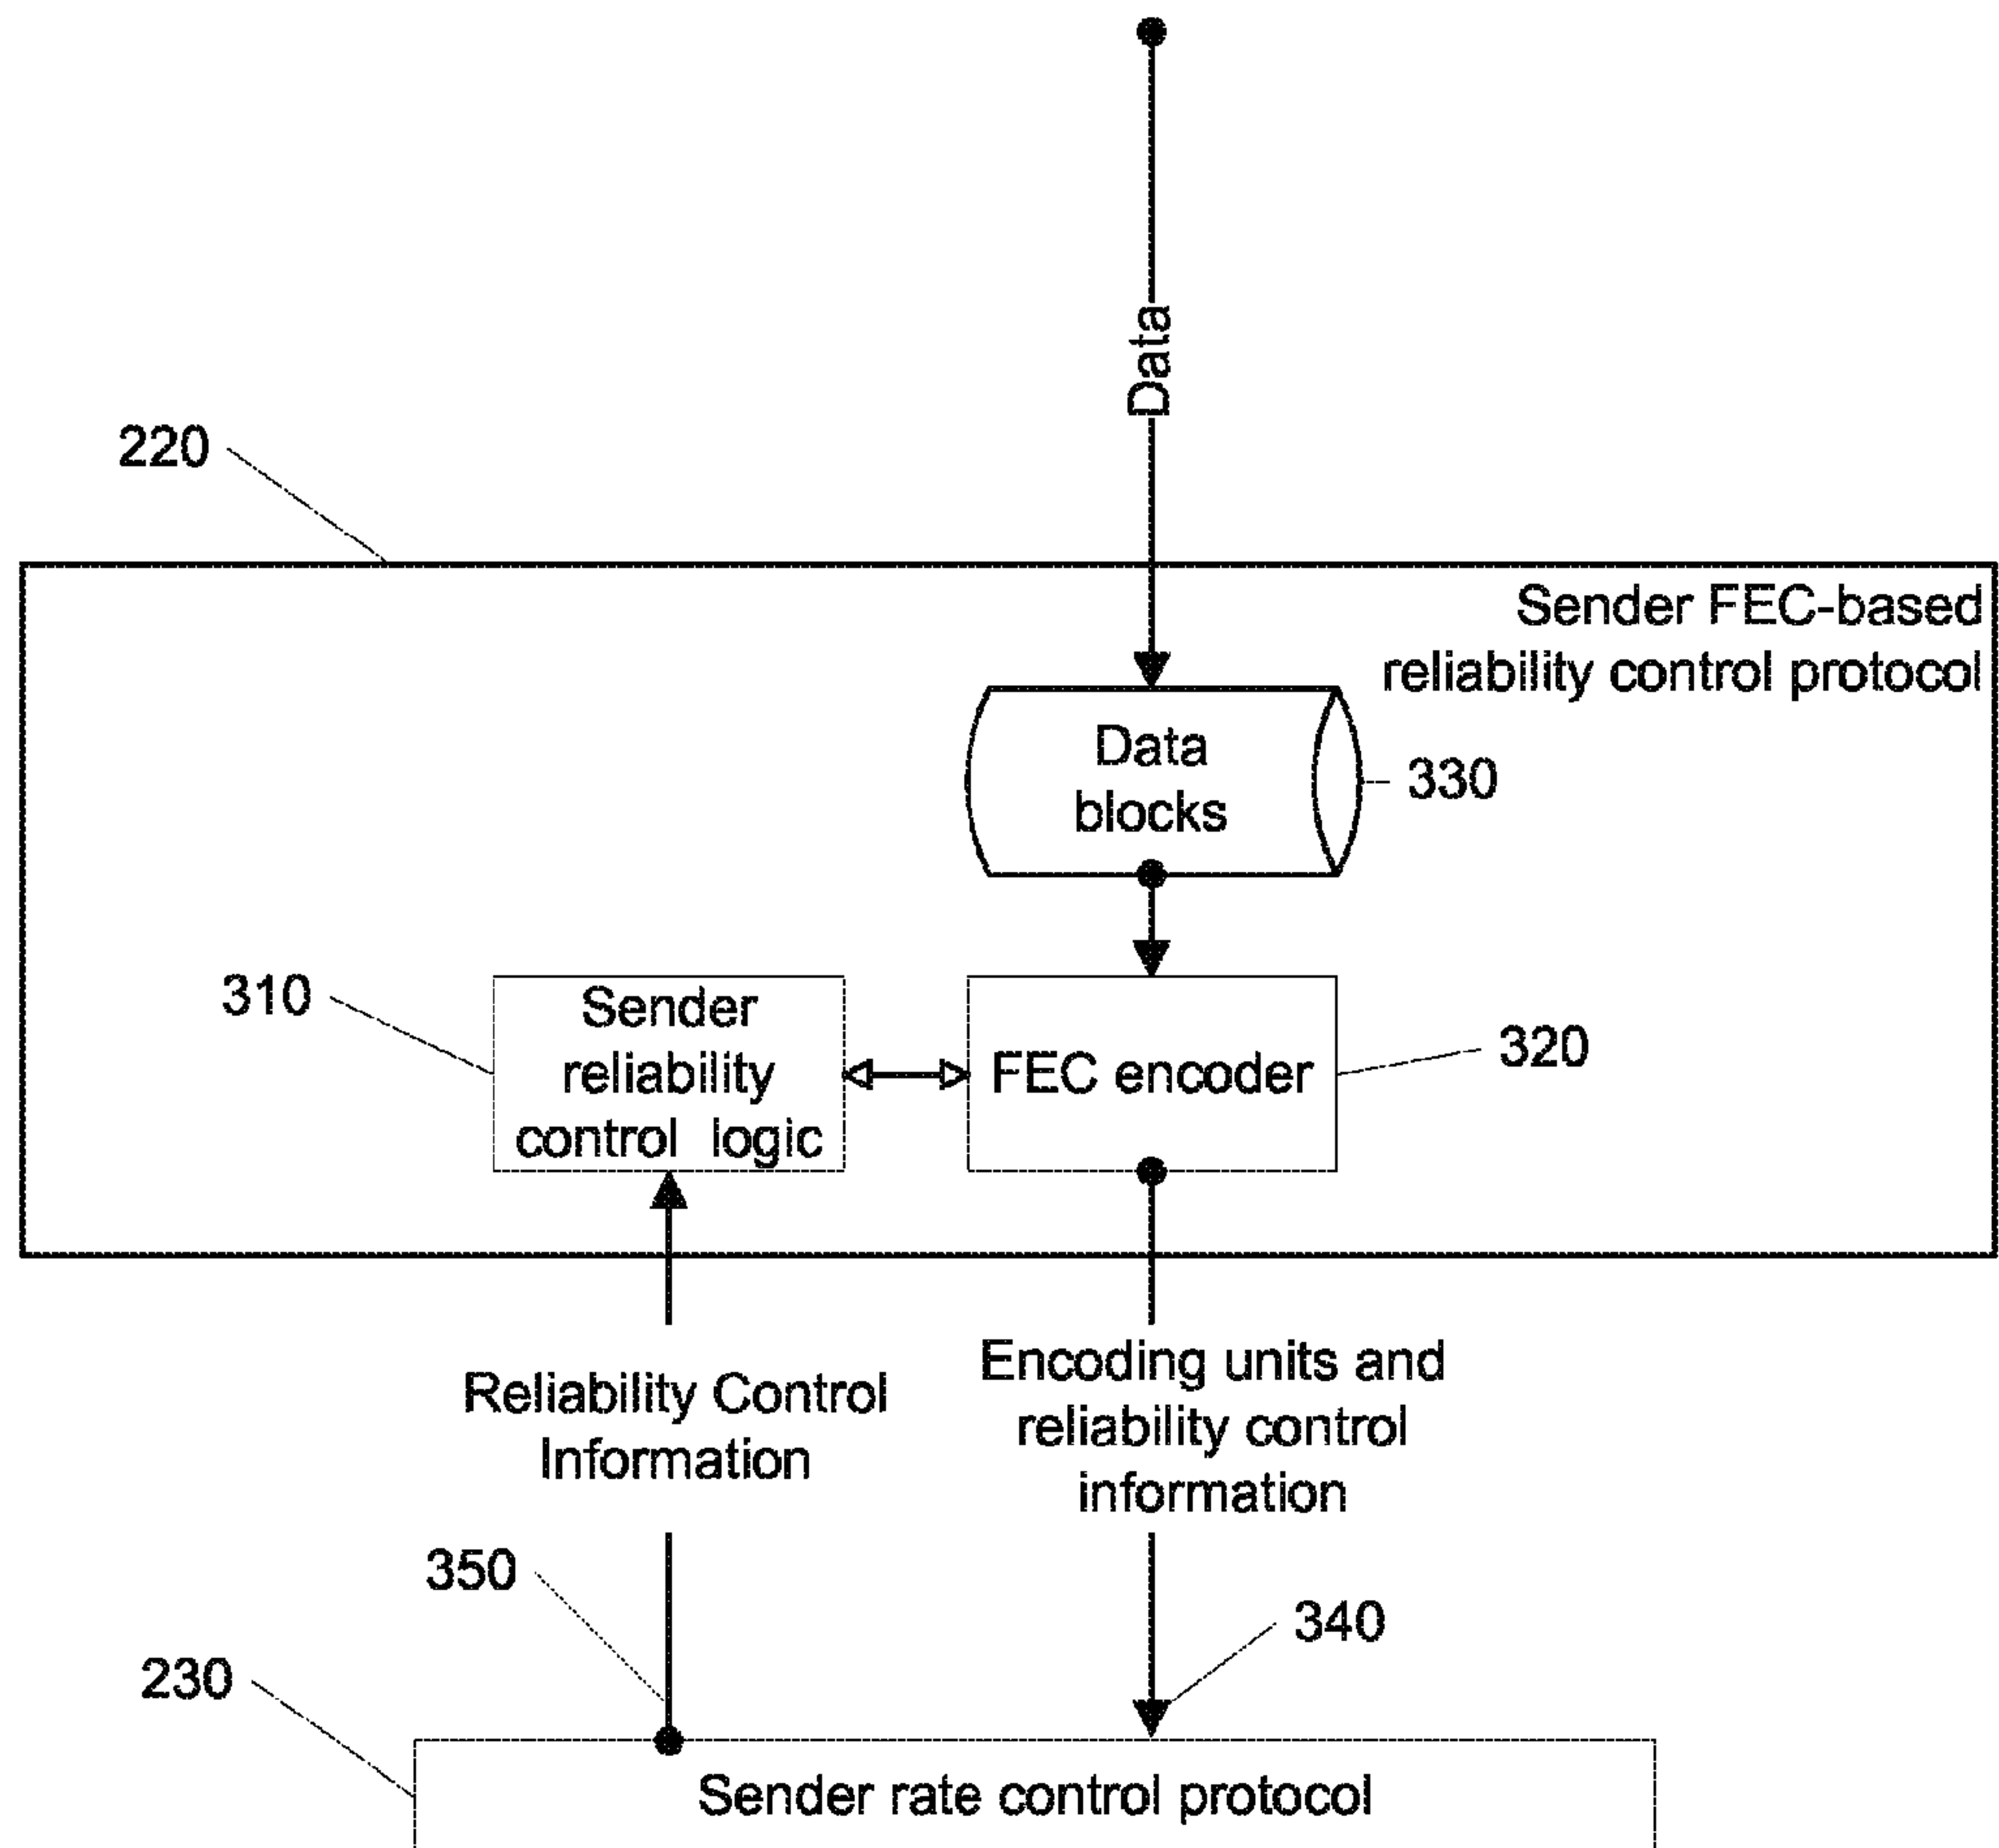 Data
220
Sender FEC-based
reliability control protocol
Data
blocks
330
310
Sender
reliability
control logic
FEC encoder
320
Reliability Control
Information
Encoding units and
reliability control
information
350
340
230
Sender rate control protocol